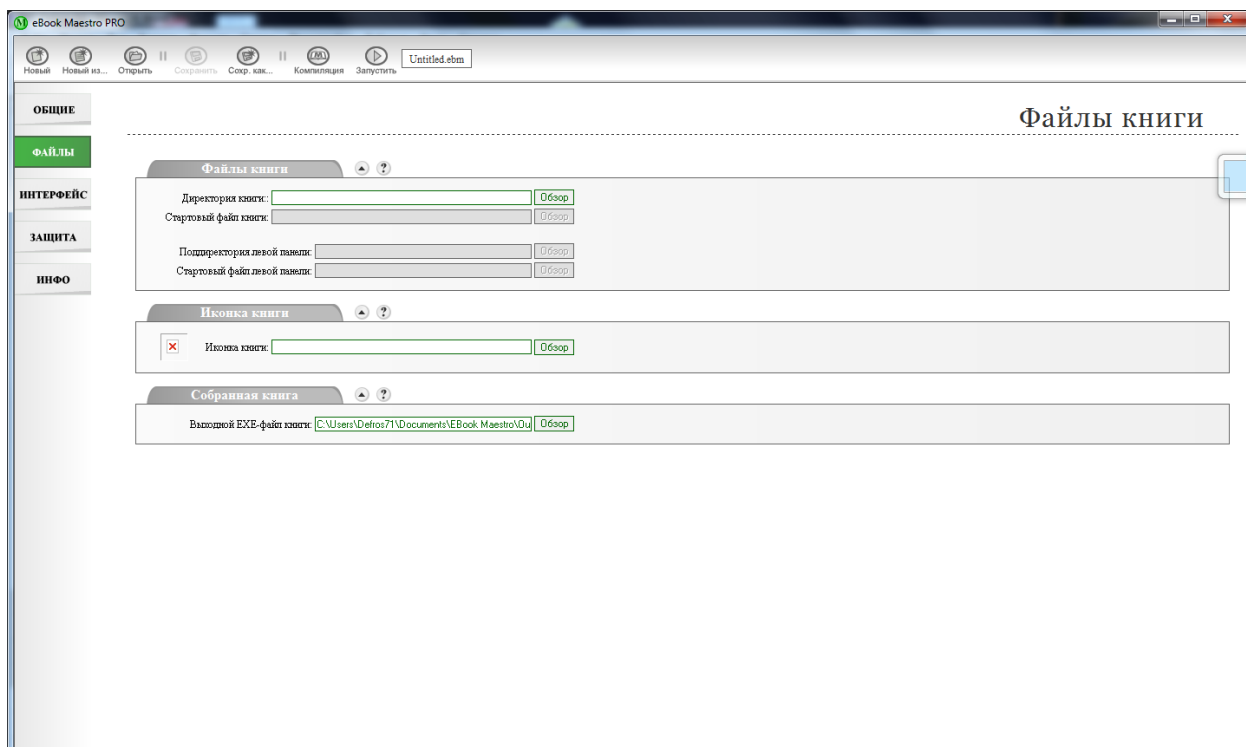 eBook Maestro PRO
Новый Новый из... Открыть Сохранить Сохр. как... Компиляция Запустить Untitled.ebm
ОБЩИЕ
Файлы книги
ФАЙЛЫ
Файлы книги ?
ИНТЕРФЕЙС
Директория книги:: Обзор
Стартовый файл книги: Обзор
ЗАЩИТА
Поддиректория левой панели: Обзор
Стартовый файл левой панели: Обзор
ИНФО
Иконка книги ?
Иконка книги: Обзор
Собранная книга ?
Выходной EXE-файл книги: C:\Users\Defros71\Documents\EBook Maestro\Ou Обзор